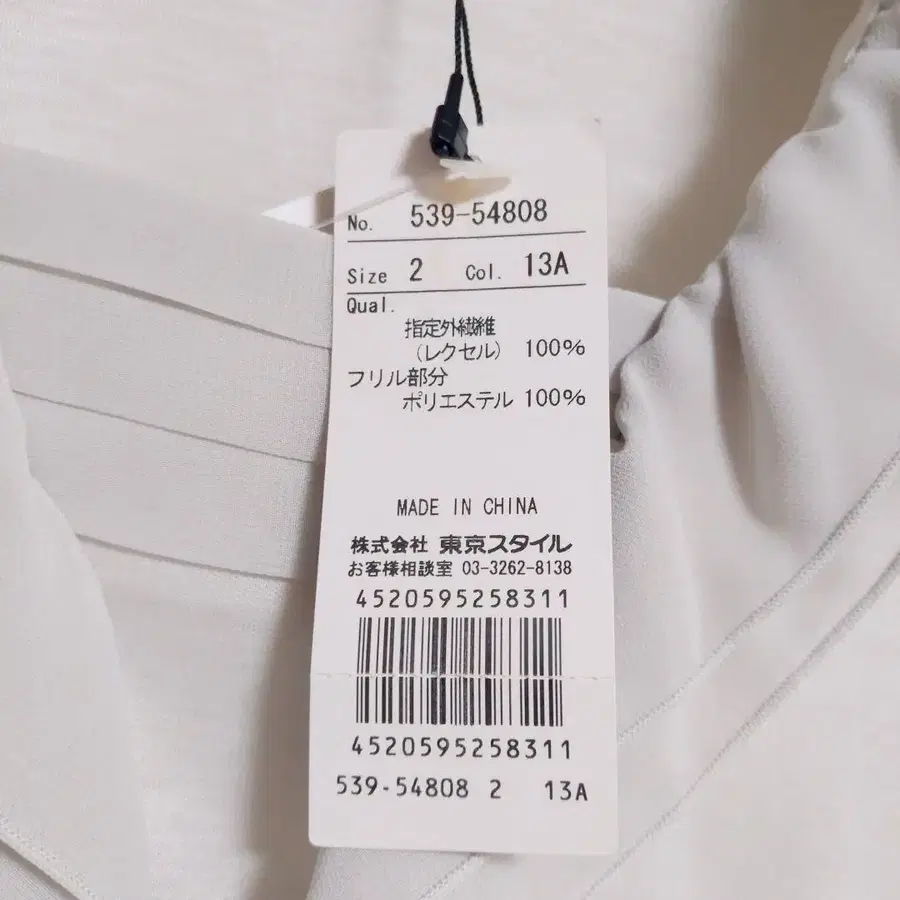 No. 539-54808
Size 2 Col. 13A
Qual.
指定外繊維
(レクセル) 100%
フリル部分
ポリエステル 100%
MADE IN CHINA
株式会社 東京スタイル
お客様相談室 03-3262-8138
4520595258311
4520595258311
539-54808 2 13A